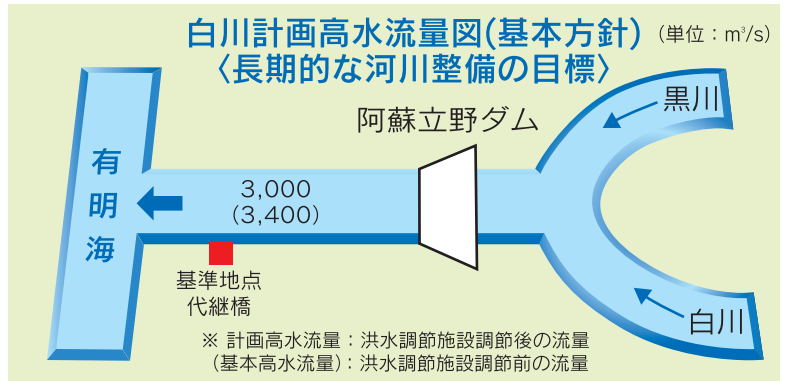 白川計画高水流量図(基本方針) (単位：m³/s)
〈長期的な河川整備の目標〉
黒川
阿蘇立野ダム
有明海
3,000
(3,400)
基準地点
代継橋
白川
※ 計画高水流量：洪水調節施設調節後の流量
(基本高水流量)：洪水調節施設調節前の流量